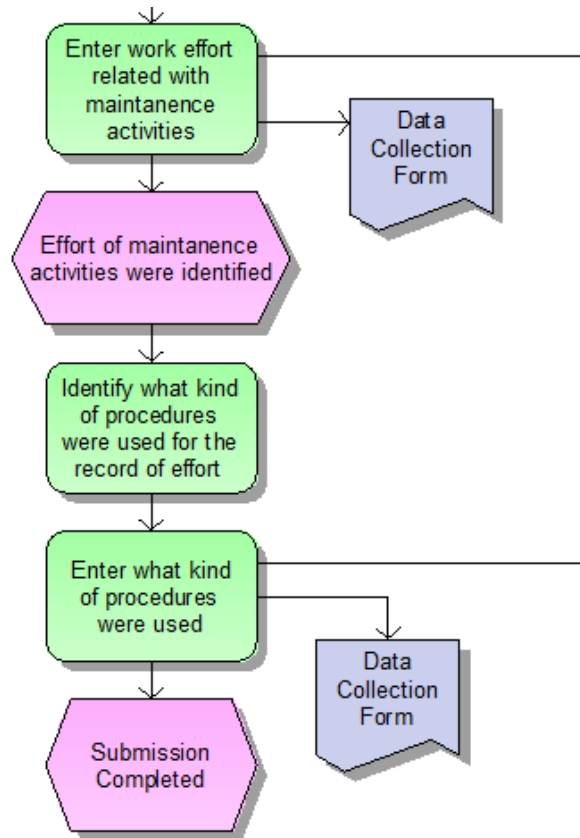 Enter work effort
related with
maintanence
activities
Data
Collection
Form
Effort of maintanence
activities were identified
Identify what kind
of procedures
were used for the
record of effort
Enter what kind
of procedures
were used
Data
Collection
Form
Submission
Completed